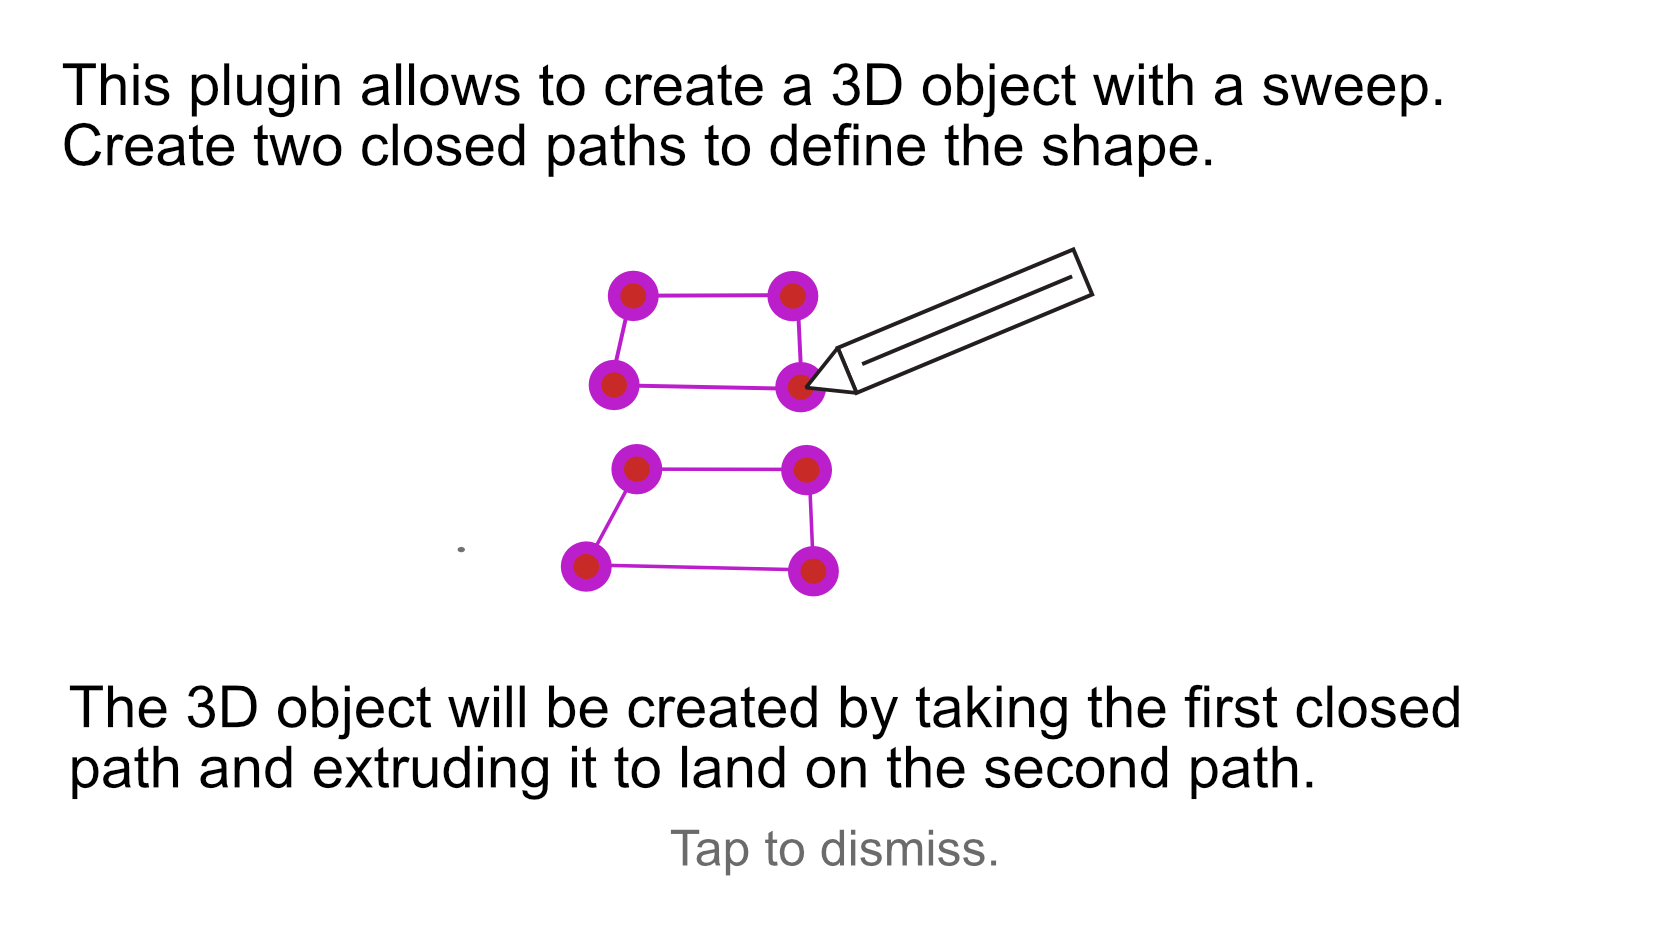 This plugin allows to create a 3D object with a sweep.
Create two closed paths to define the shape.
The 3D object will be created by taking the first closed
path and extruding it to land on the second path.
Tap to dismiss.